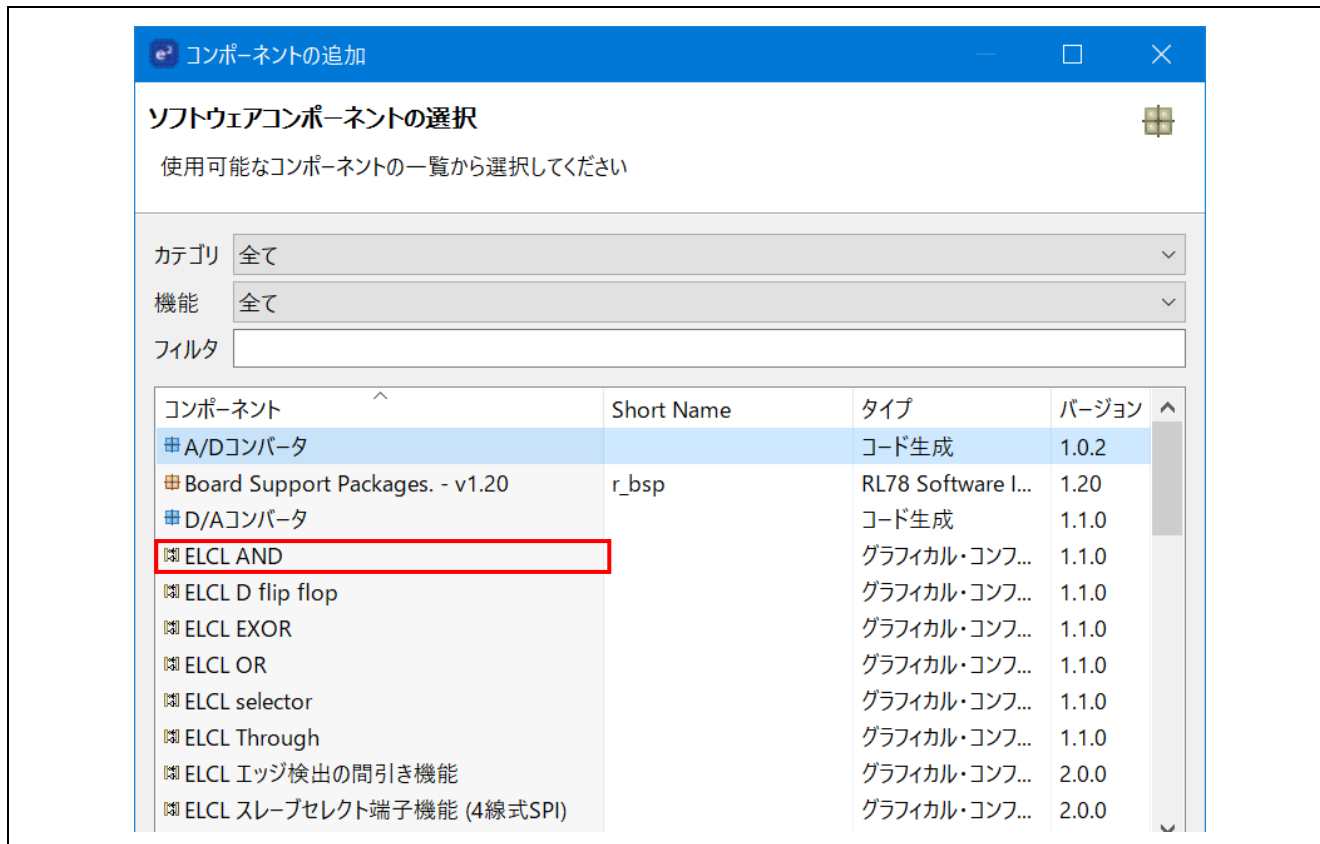 e² コンポーネントの追加
ソフトウェアコンポーネントの選択
使用可能なコンポーネントの一覧から選択してください
カテゴリ 全て
機能 全て
フィルタ
コンポーネント Short Name タイプ バージョン
A/Dコンバータ コード生成 1.0.2
Board Support Packages. - v1.20 r_bsp RL78 Software I... 1.20
D/Aコンバータ コード生成 1.1.0
ELCL AND グラフィカル・コンフ... 1.1.0
ELCL D flip flop グラフィカル・コンフ... 1.1.0
ELCL EXOR グラフィカル・コンフ... 1.1.0
ELCL OR グラフィカル・コンフ... 1.1.0
ELCL selector グラフィカル・コンフ... 1.1.0
ELCL Through グラフィカル・コンフ... 1.1.0
ELCL エッジ検出の間引き機能 グラフィカル・コンフ... 2.0.0
ELCL スレーブセレクト端子機能 (4線式SPI) グラフィカル・コンフ... 2.0.0